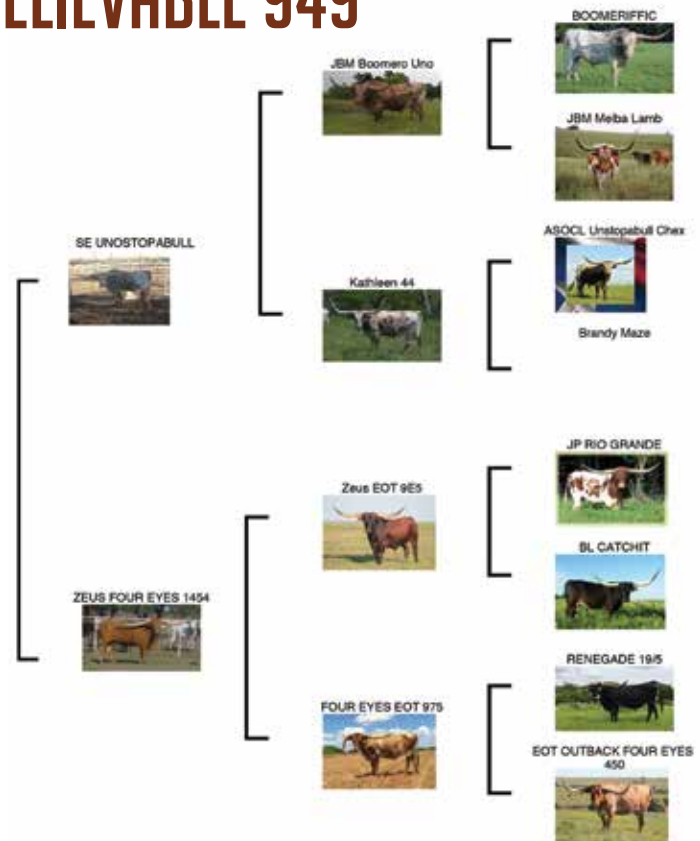 ELIEVABLE 949
BOOMERIFFIC
JBM Boomero Uno
JBM Melba Lamb
SE UNOSTOPABULL
ASOCL Unstopabull Chex
Kathleen 44
Brandy Maze
JP RIO GRANDE
Zeus EOT 9E5
BL CATCHIT
ZEUS FOUR EYES 1454
RENEGADE 19/5
FOUR EYES EOT 975
EOT OUTBACK FOUR EYES
450